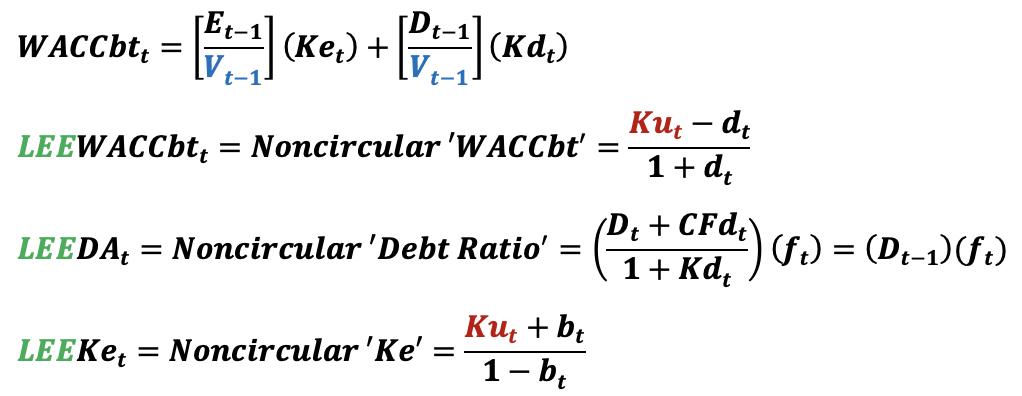 WACCbt_t = [E_{t−1} / V_{t−1}] (Ke_t) + [D_{t−1} / V_{t−1}] (Kd_t)
LEEWACCbt_t = Noncircular ′WACCbt′ = (Ku_t − d_t) / (1 + d_t)
LEEDA_t = Noncircular ′Debt Ratio′ = ((D_t + CFd_t) / (1 + Kd_t)) (f_t) = (D_{t−1})(f_t)
LEEKe_t = Noncircular ′Ke′ = (Ku_t + b_t) / (1 − b_t)